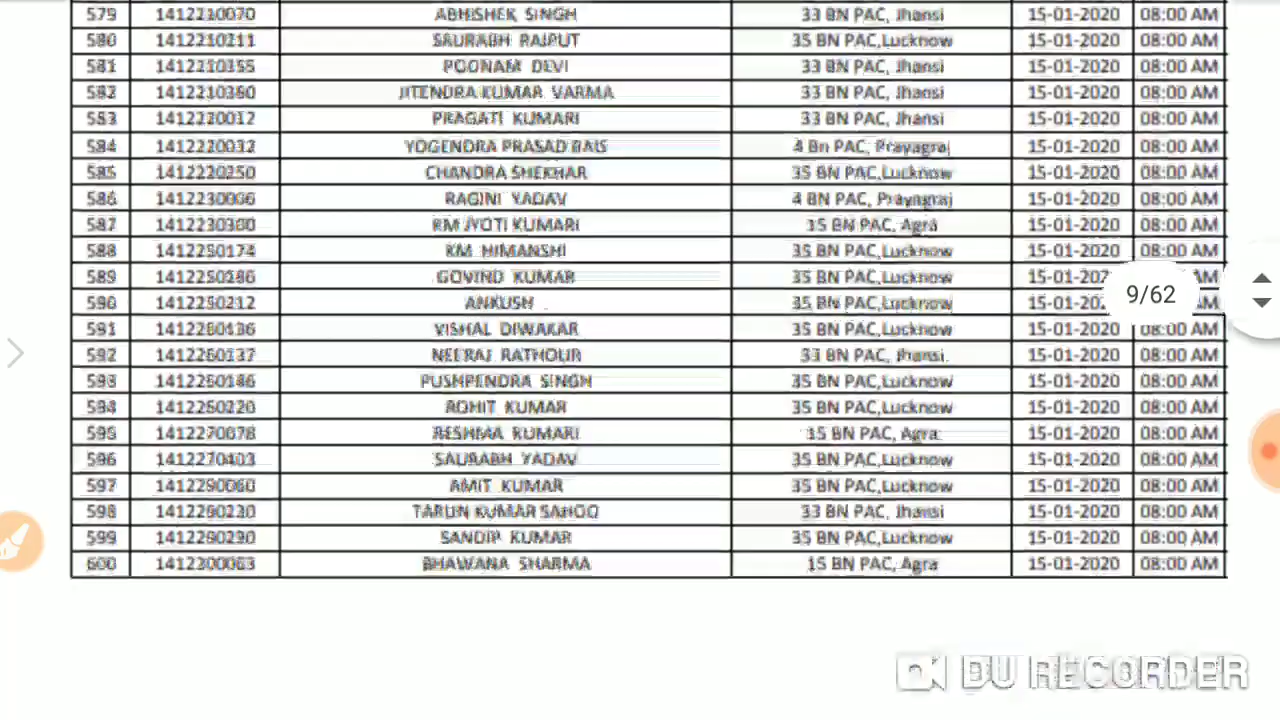 579 1412210070 ABHISHEK SINGH 33 BN PAC, Jhansi 15-01-2020 08:00 AM
580 1412210211 SAURABH RAJPUT 35 BN PAC,Lucknow 15-01-2020 08:00 AM
581 1412210355 POONAM DEVI 33 BN PAC, Jhansi 15-01-2020 08:00 AM
582 1412210380 JITENDRA KUMAR VARMA 33 BN PAC, Jhansi 15-01-2020 08:00 AM
583 1412220012 PRAGATI KUMARI 33 BN PAC, Jhansi 15-01-2020 08:00 AM
584 1412220032 YOGENDRA PRASAD BAIS 4 Bn PAC, Prayagraj 15-01-2020 08:00 AM
585 1412220250 CHANDRA SHEKHAR 35 BN PAC,Lucknow 15-01-2020 08:00 AM
586 1412230006 RAGINI YADAV 4 BN PAC, Prayagraj 15-01-2020 08:00 AM
587 1412230300 KM JYOTI KUMARI 15 BN PAC, Agra 15-01-2020 08:00 AM
588 1412250174 KM HIMANSHI 35 BN PAC,Lucknow 15-01-2020 08:00 AM
589 1412250186 GOVIND KUMAR 35 BN PAC,Lucknow 15-01-202
590 1412250212 ANKUSH . 35 BN PAC,Lucknow 15-01-202 AM
591 1412260136 VISHAL DIWAKAR 35 BN PAC,Lucknow 15-01-2020 08:00 AM
592 1412260137 NEERAJ RATHOUR 33 BN PAC, Jhansi 15-01-2020 08:00 AM
593 1412260186 PUSHPENDRA SINGH 35 BN PAC,Lucknow 15-01-2020 08:00 AM
594 1412260220 ROHIT KUMAR 35 BN PAC,Lucknow 15-01-2020 08:00 AM
595 1412270078 RESHMA KUMARI 15 BN PAC, Agra 15-01-2020 08:00 AM
596 1412270403 SAURABH YADAV 35 BN PAC,Lucknow 15-01-2020 08:00 AM
597 1412290060 AMIT KUMAR 35 BN PAC,Lucknow 15-01-2020 08:00 AM
598 1412290230 TARUN KUMAR SAHOO 33 BN PAC, Jhansi 15-01-2020 08:00 AM
599 1412290290 SANDIP KUMAR 35 BN PAC,Lucknow 15-01-2020 08:00 AM
600 1412300063 BHAWANA SHARMA 15 BN PAC, Agra 15-01-2020 08:00 AM
9/62
DU RECORDER